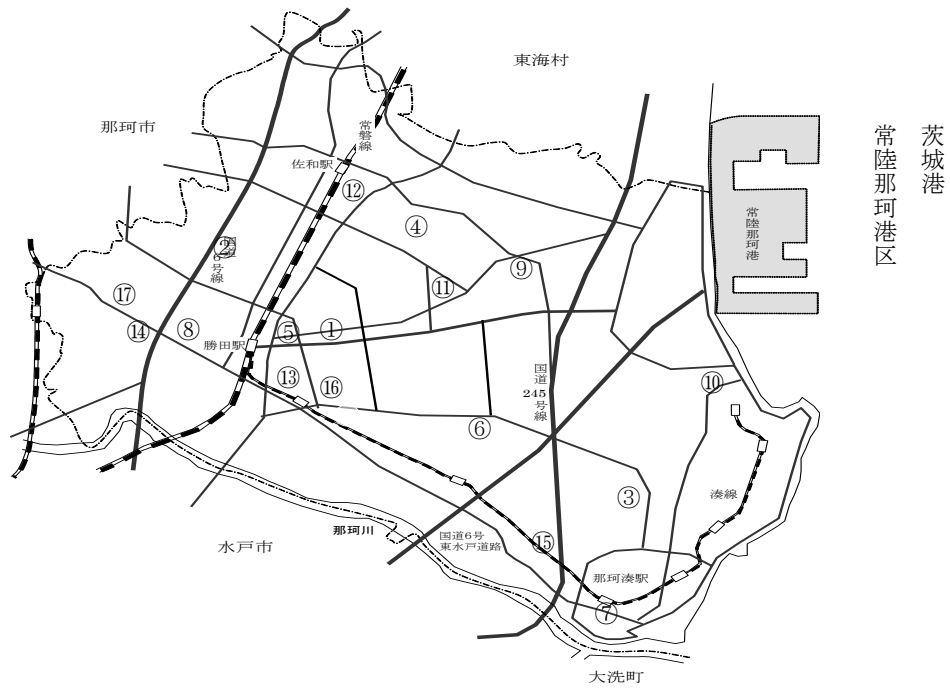 東海村
茨城港
常陸那珂港区
那珂市
常磐線
佐和駅
⑫
④
常陸那珂港
②
国道
6号線
⑨
⑰
⑪
⑭
⑧
⑤
①
勝田駅
⑬
⑯
国道
245
号線
⑩
⑥
③
湊線
那珂川
国道6号
東水戸道路
⑮
水戸市
那珂湊駅
⑦
大洗町